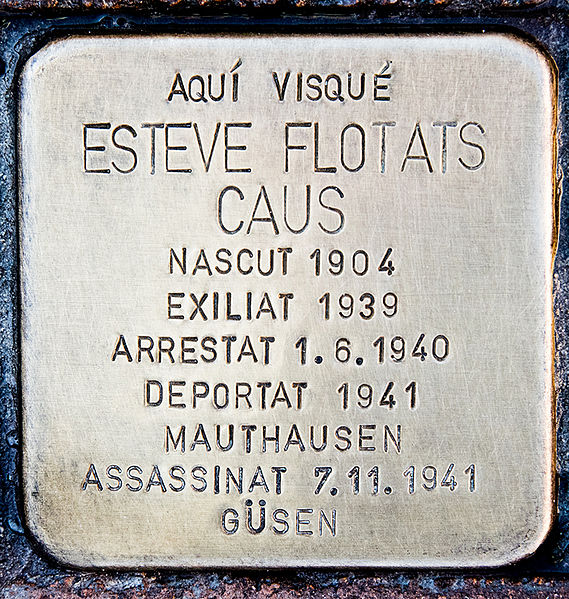 AQUÍ VISQUÉ
ESTEVE FLOTATS
CAUS
NASCUT 1904
EXILIAT 1939
ARRESTAT 1.6.1940
DEPORTAT 1941
MAUTHAUSEN
ASSASSINAT 7.11.1941
GÜSEN